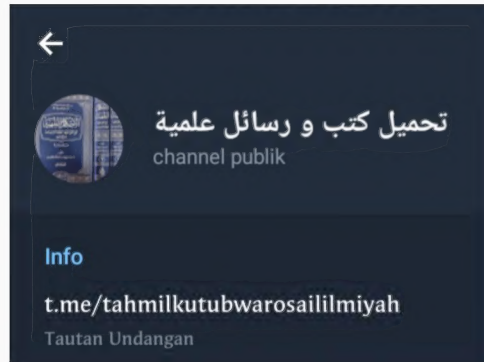 تحميل كتب و رسائل علمية
channel publik
Info
t.me/tahmilkutubwarosaililmiyah
Tautan Undangan